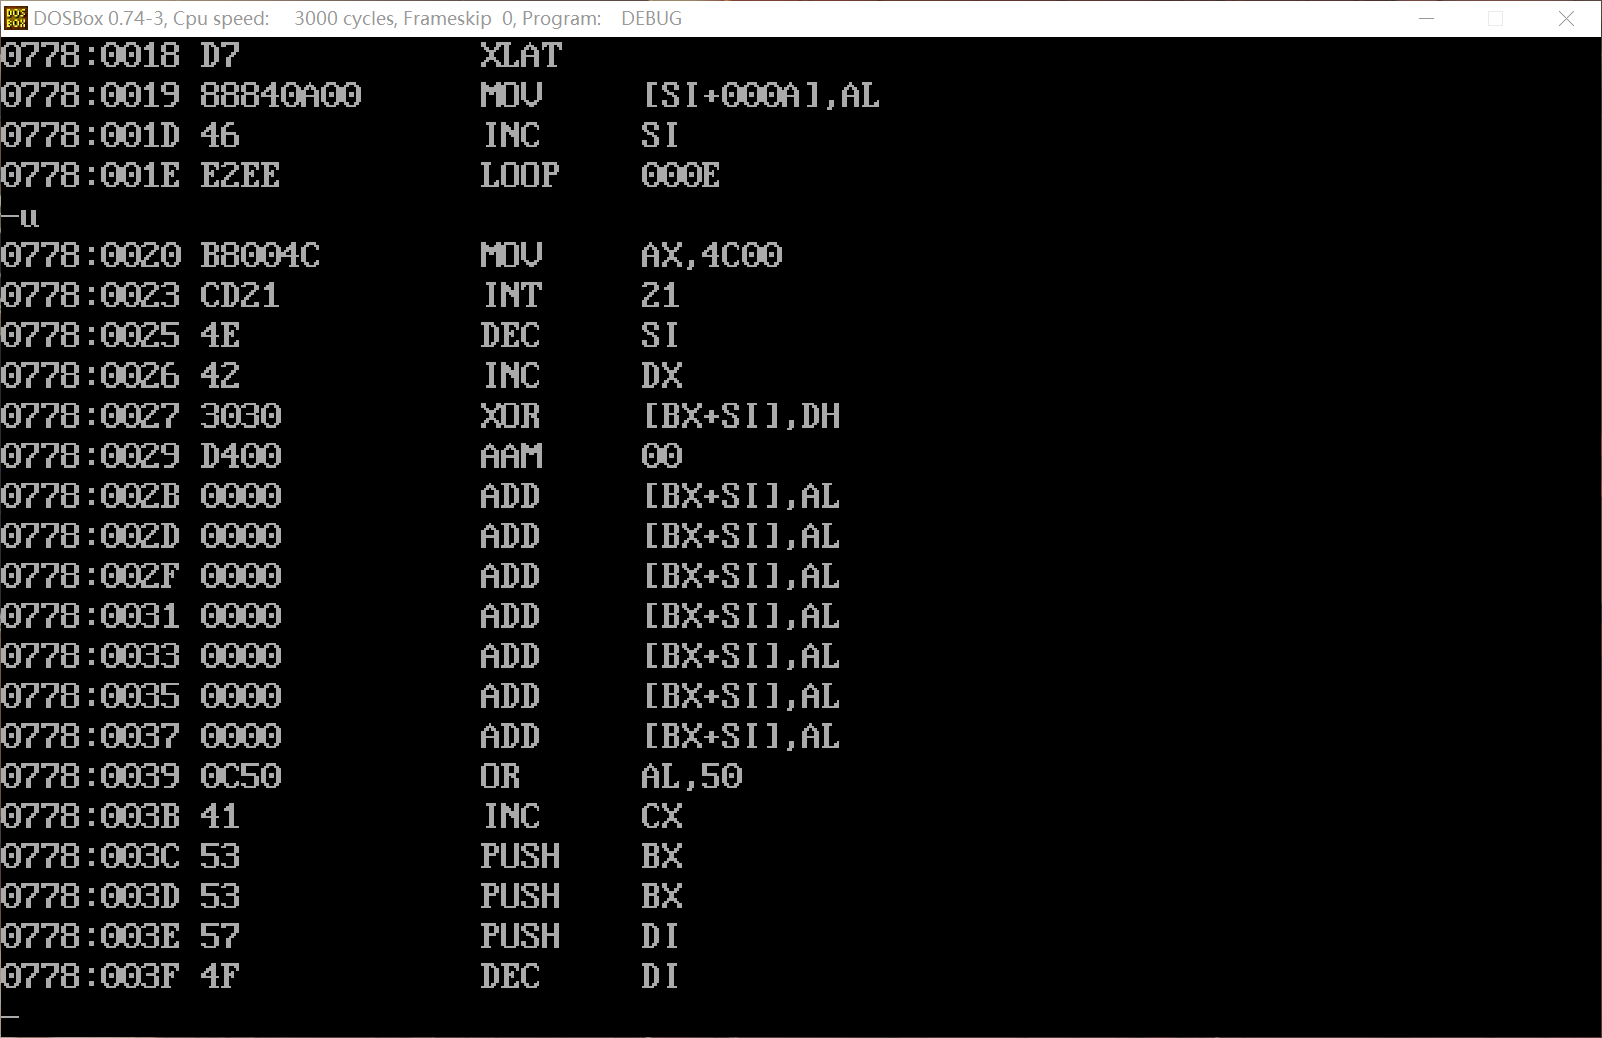 DOS BOX DOSBox 0.74-3, Cpu speed: 3000 cycles, Frameskip 0, Program: DEBUG
0778:0018 D7 XLAT
0778:0019 88840A00 MOV [SI+000A],AL
0778:001D 46 INC SI
0778:001E E2EE LOOP 000E
-u
0778:0020 B8004C MOV AX,4C00
0778:0023 CD21 INT 21
0778:0025 4E DEC SI
0778:0026 42 INC DX
0778:0027 3030 XOR [BX+SI],DH
0778:0029 D400 AAM 00
0778:002B 0000 ADD [BX+SI],AL
0778:002D 0000 ADD [BX+SI],AL
0778:002F 0000 ADD [BX+SI],AL
0778:0031 0000 ADD [BX+SI],AL
0778:0033 0000 ADD [BX+SI],AL
0778:0035 0000 ADD [BX+SI],AL
0778:0037 0000 ADD [BX+SI],AL
0778:0039 0C50 OR AL,50
0778:003B 41 INC CX
0778:003C 53 PUSH BX
0778:003D 53 PUSH BX
0778:003E 57 PUSH DI
0778:003F 4F DEC DI